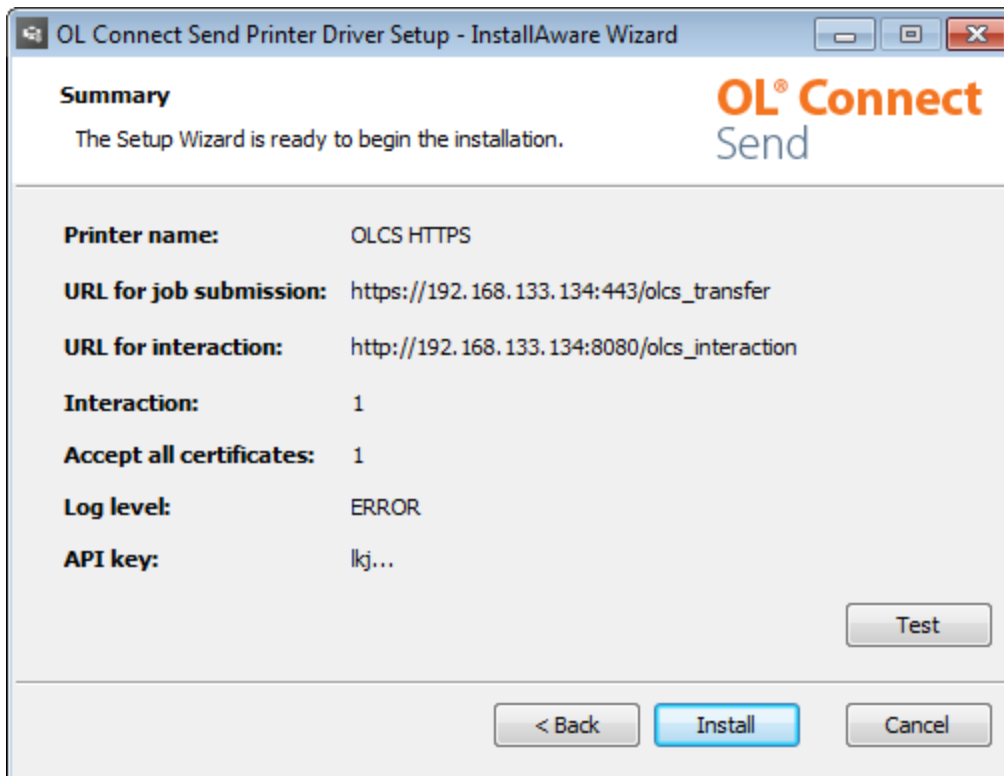 OL Connect Send Printer Driver Setup - InstallAware Wizard
Summary
The Setup Wizard is ready to begin the installation.
OL® Connect
Send
Printer name: OLCS HTTPS
URL for job submission: https://192.168.133.134:443/olcs_transfer
URL for interaction: http://192.168.133.134:8080/olcs_interaction
Interaction: 1
Accept all certificates: 1
Log level: ERROR
API key: lkj...
Test
< Back Install Cancel